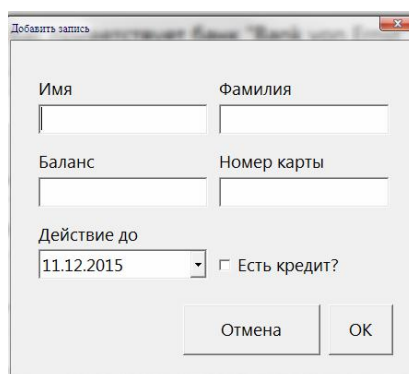 Добавить запись
Имя Фамилия
Баланс Номер карты
Действие до
11.12.2015 Есть кредит?
Отмена OK